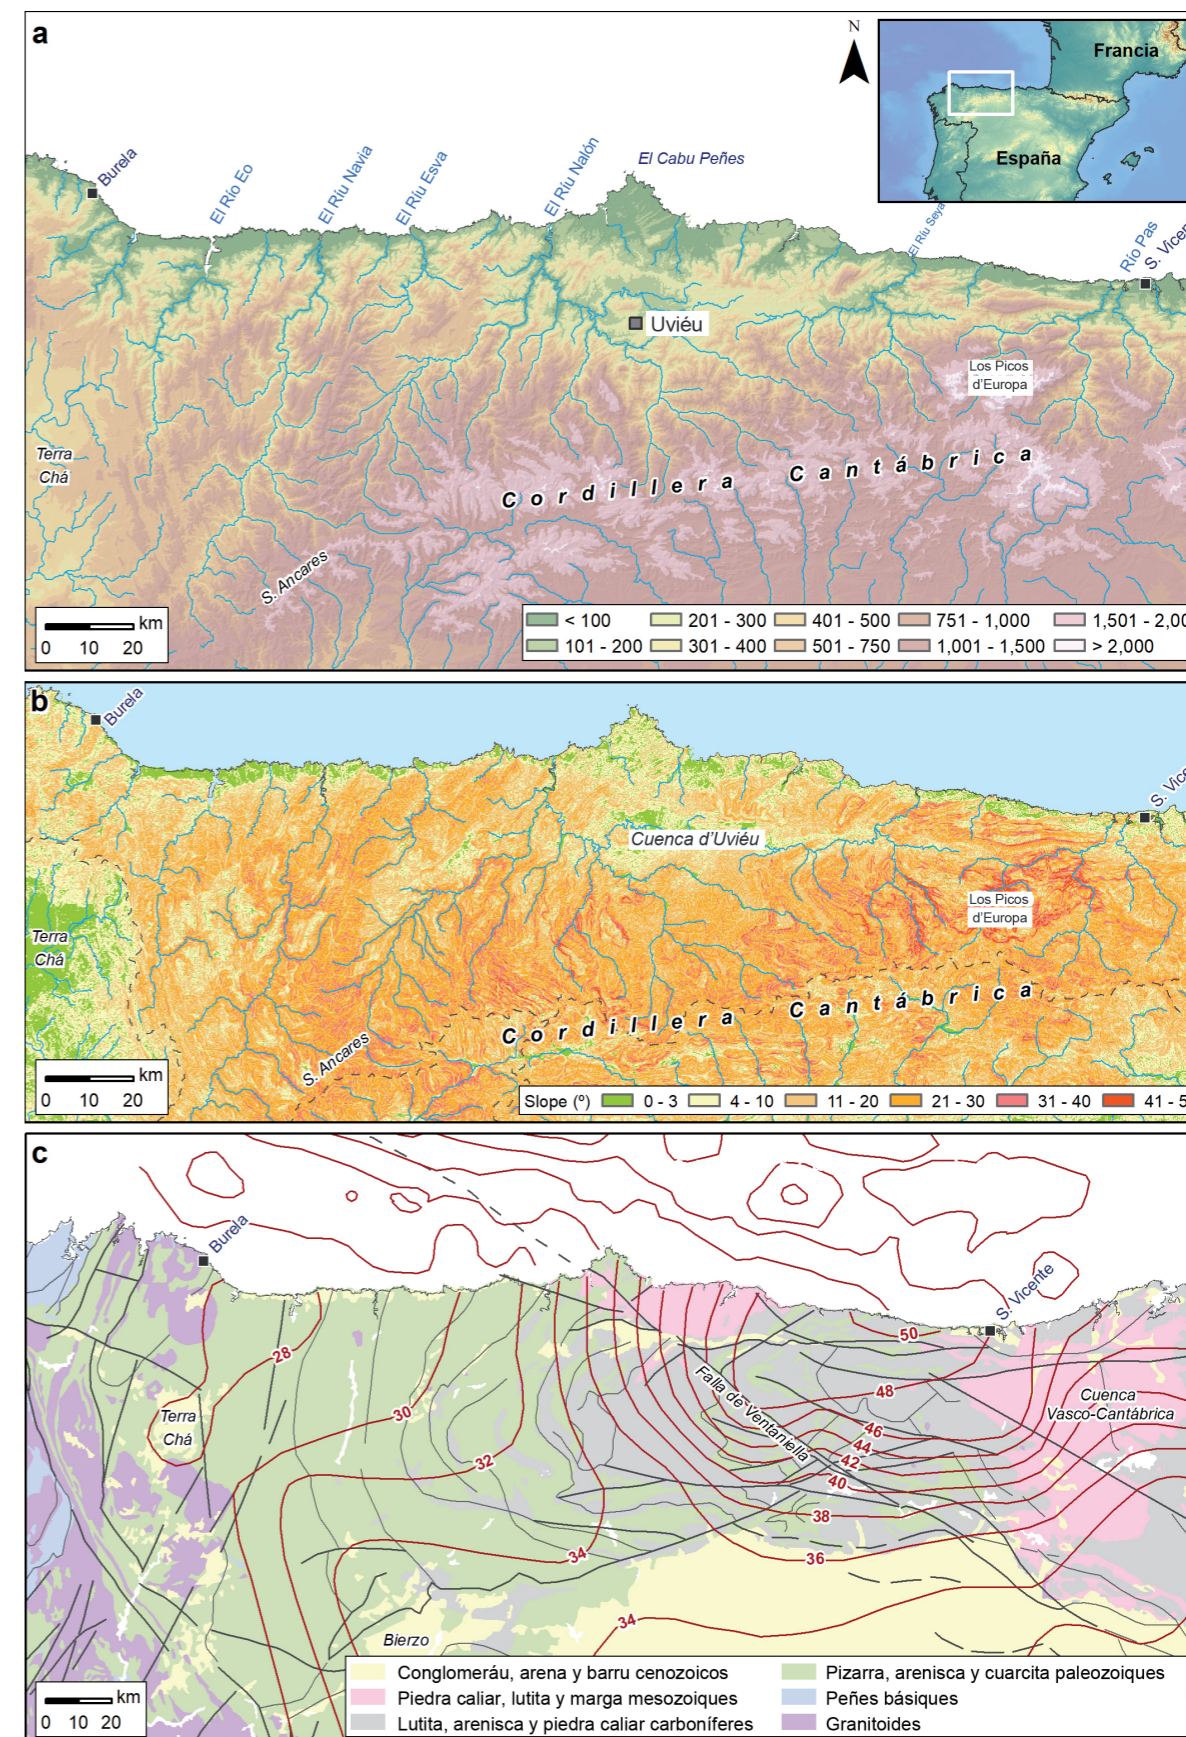 a
N
Francia
España
Burela
El Río Eo
El Ríu Navia
El Ríu Esva
El Ríu Nalón
El Cabu Peñes
El Ríu Seya
Río Pas
S. Vicen
Uviéu
Los Picos
d'Europa
Terra
Chá
Cordillera Cantábrica
S. Ancares
km
0 10 20
< 100 201 - 300 401 - 500 751 - 1,000 1,501 - 2,00
101 - 200 301 - 400 501 - 750 1,001 - 1,500 > 2,000
b
Burela
S. Vice
Cuenca d'Uviéu
Los Picos
d'Europa
Terra
Chá
Cordillera Cantábrica
S. Ancares
km
0 10 20
Slope (º) 0 - 3 4 - 10 11 - 20 21 - 30 31 - 40 41 - 5
c
Burela
S. Vicente
50
28
48
Falla de Ventaniella
Cuenca
Vasco-Cantábrica
Terra
Chá
30
46
44
32
42
40
38
34
36
34
Bierzo
km
0 10 20
Conglomeráu, arena y barru cenozoicos
Piedra caliar, lutita y marga mesozoiques
Lutita, arenisca y piedra caliar carboníferes
Pizarra, arenisca y cuarcita paleozoiques
Peñes básiques
Granitoides